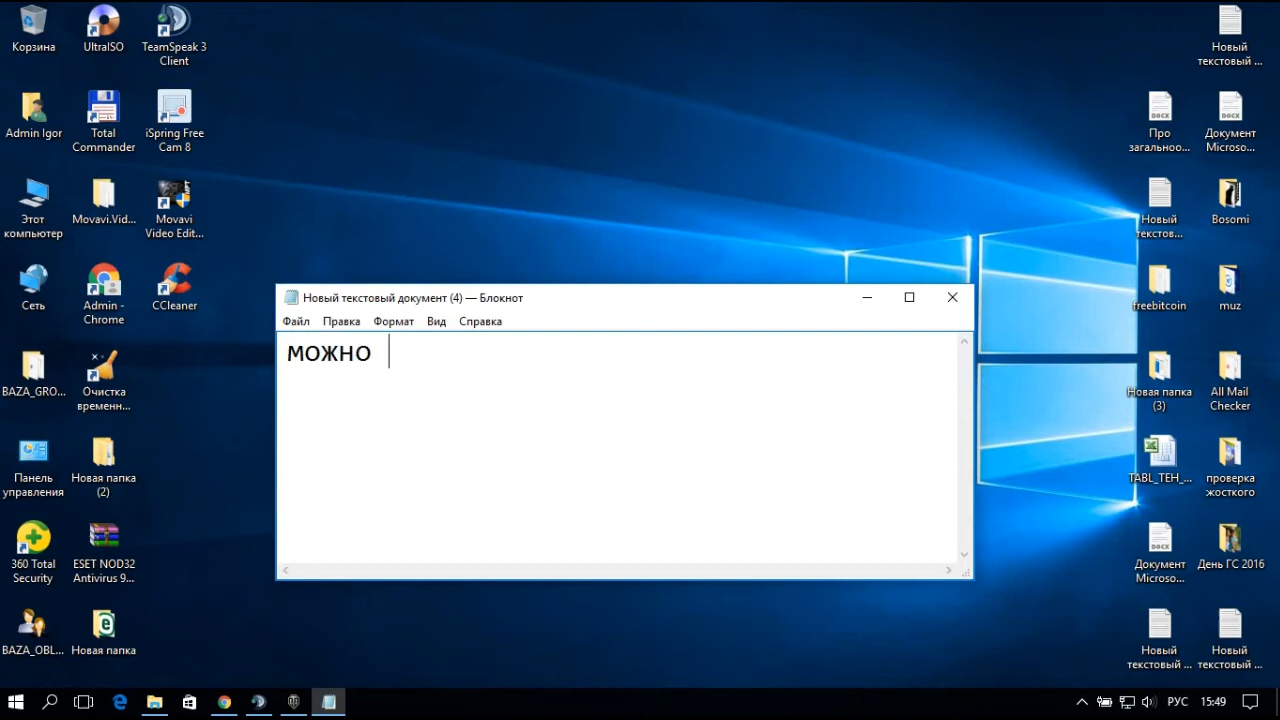 Корзина
UltraISO
TeamSpeak 3
Client
Admin Igor
Total
Commander
iSpring Free
Cam 8
Этот
компьютер
Movavi.Vid...
Movavi
Video Edit...
Сеть
Admin -
Chrome
CCleaner
BAZA_GRO...
Очистка
временн...
Панель
управления
Новая папка
(2)
360 Total
Security
ESET NOD32
Antivirus 9...
BAZA_OBL...
Новая папка
Новый текстовый документ (4) — Блокнот
Файл Правка Формат Вид Справка
можно
Новый
текстовый ...
Про
загальноо...
Документ
Microso...
Новый
текстов...
Bosomi
freebitcoin
muz
Новая папка
(3)
All Mail
Checker
TABL_TEH_...
проверка
жосткого
Документ
Microso...
День ГС 2016
Новый
текстовый ...
Новый
текстовый ...
РУС
15:49